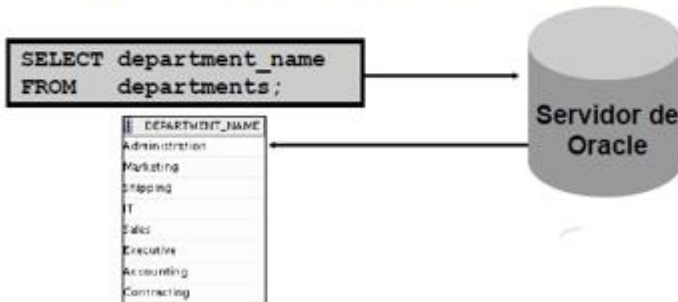 SELECT department_name
FROM departments;
DEPARTMENT_NAME
Administration
Marketing
Shipping
IT
Sales
Executive
Accounting
Contracting
Servidor de
Oracle